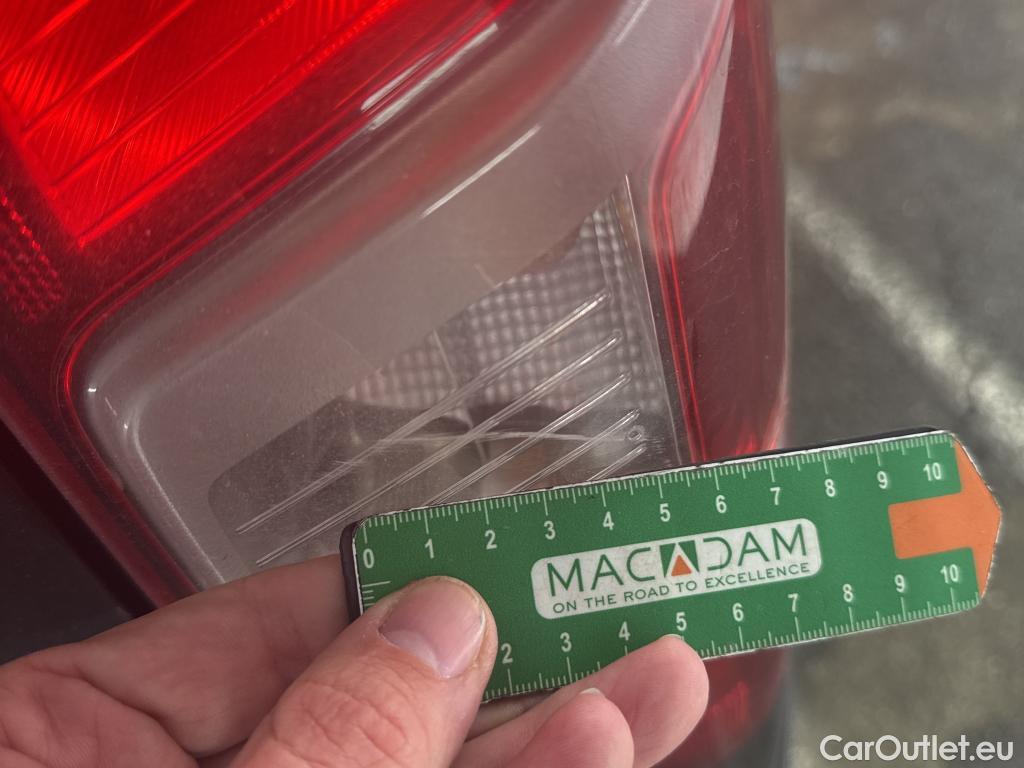 0 1 2 3 4 5 6 7 8 9 10
MACADAM
ON THE ROAD TO EXCELLENCE
2 3 4 5 6 7 8 9 10
CarOutlet.eu